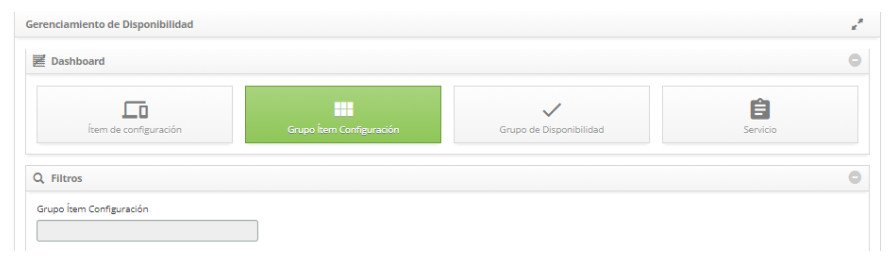 Gerenciamiento de Disponibilidad
Dashboard
Ítem de configuración
Grupo Ítem Configuración
Grupo de Disponibilidad
Servicio
Filtros
Grupo Ítem Configuración